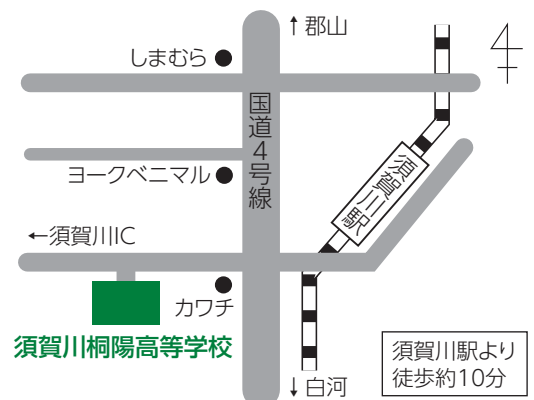 ↑郡山
しまむら
国道4号線
ヨークベニマル
須賀川駅
←須賀川IC
カワチ
須賀川桐陽高等学校
須賀川駅より
徒歩約10分
↓白河